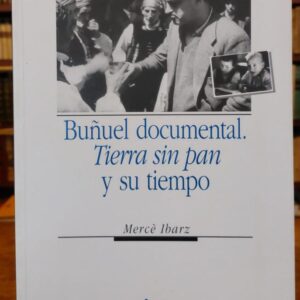 Buñuel documental.
Tierra sin pan
y su tiempo
Mercè Ibarz